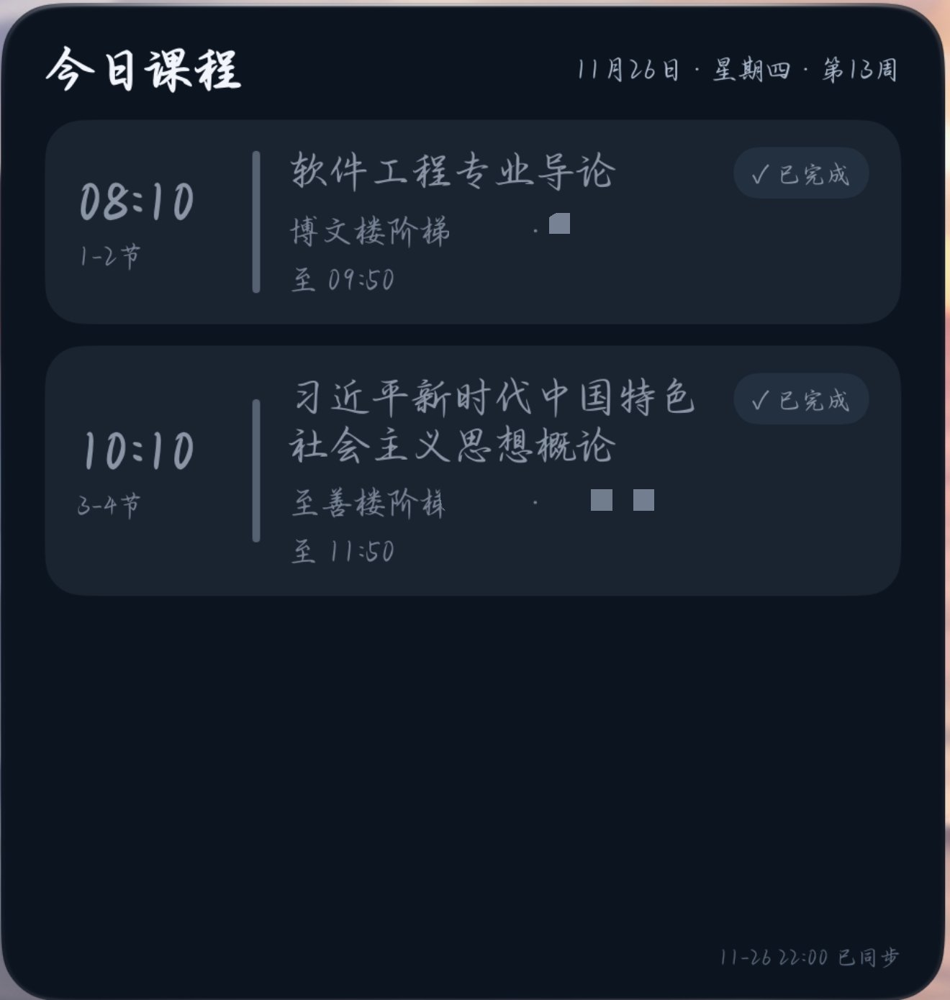 今日课程
11月26日 · 星期四 · 第13周
08:10
1-2节
软件工程专业导论
✓ 已完成
博文楼阶梯 ·
至 09:50
10:10
3-4节
习近平新时代中国特色
社会主义思想概论
✓ 已完成
至善楼阶梯 ·
至 11:50
11-26 22:00 已同步